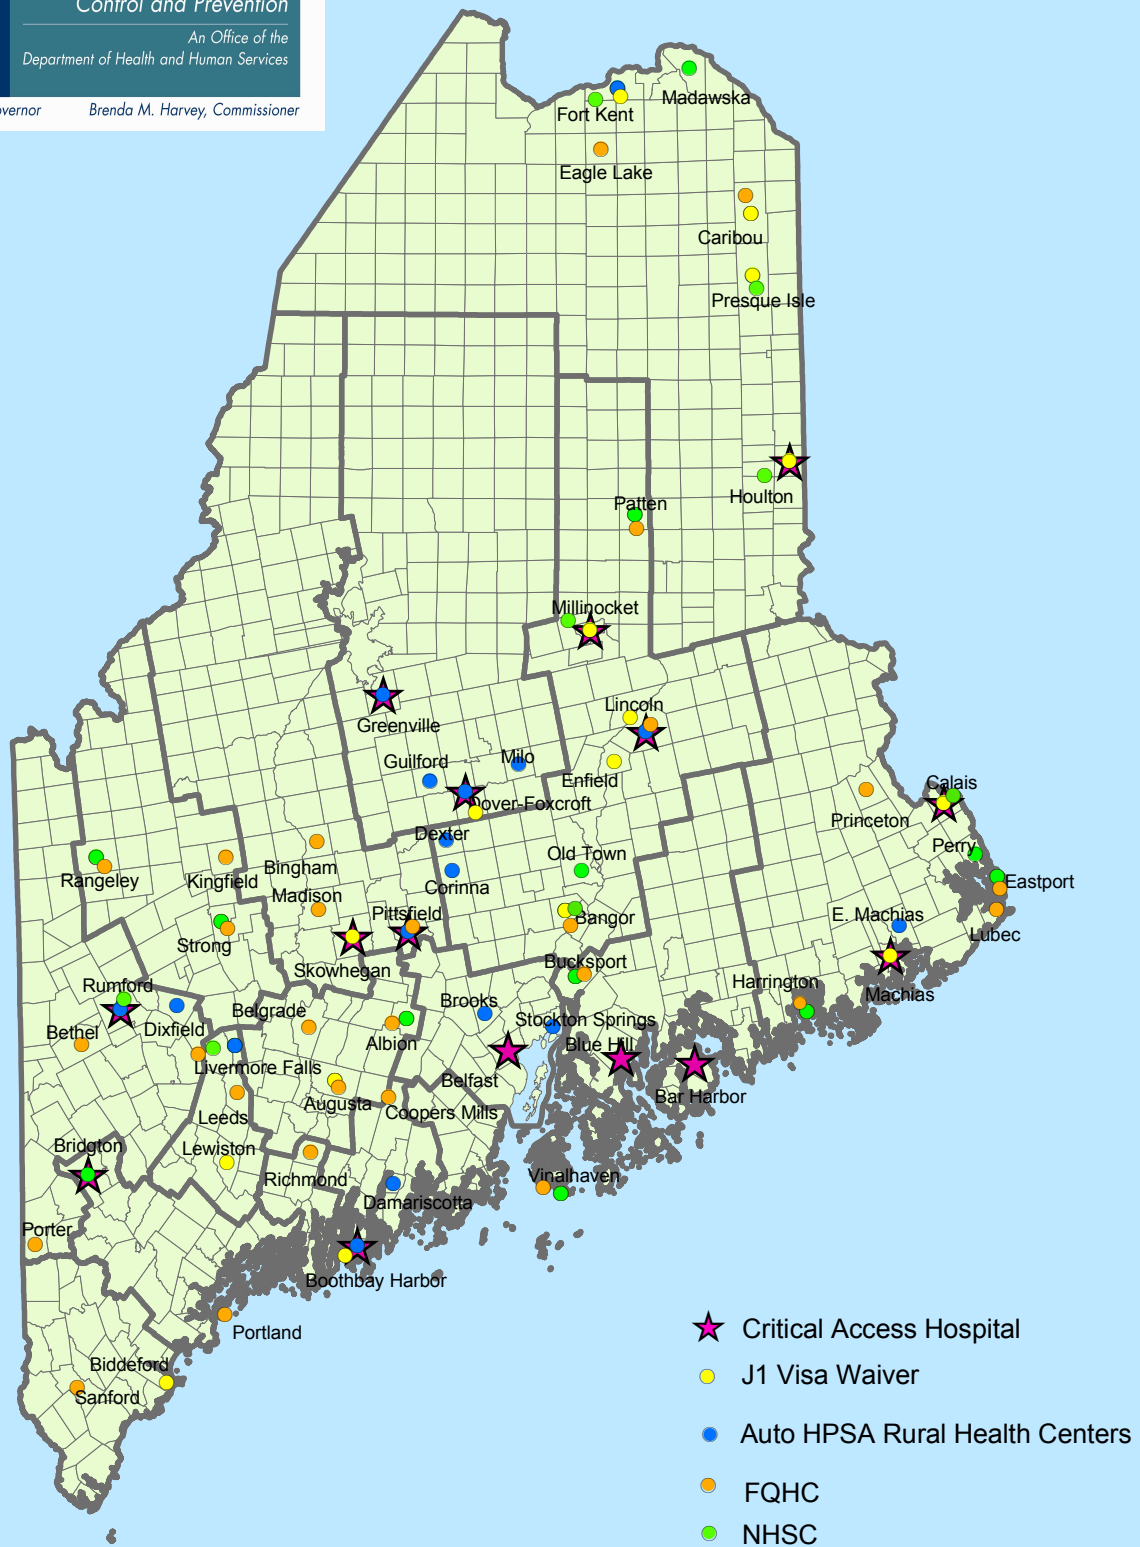 Control and Prevention
An Office of the
Department of Health and Human Services
Brenda M. Harvey, Commissioner
Madawska
Fort Kent
Eagle Lake
Caribou
Presque Isle
Houlton
Patten
Millinocket
Lincoln
Greenville
Guilford
Milo
Enfield
Dover-Foxcroft
Calais
Princeton
Dexter
Perry
Old Town
Bingham
Rangeley
Kingfield
Corinna
Eastport
Madison
Pittsfield
Bangor
E. Machias
Lubec
Strong
Skowhegan
Bucksport
Harrington
Machias
Rumford
Brooks
Belgrade
Stockton Springs
Bethel
Dixfield
Albion
Blue Hill
Livermore Falls
Belfast
Bar Harbor
Augusta
Coopers Mills
Leeds
Bridgton
Lewiston
Richmond
Vinalhaven
Damariscotta
Porter
Boothbay Harbor
Portland
Critical Access Hospital
Biddeford
J1 Visa Waiver
Sanford
Auto HPSA Rural Health Centers
FQHC
NHSC